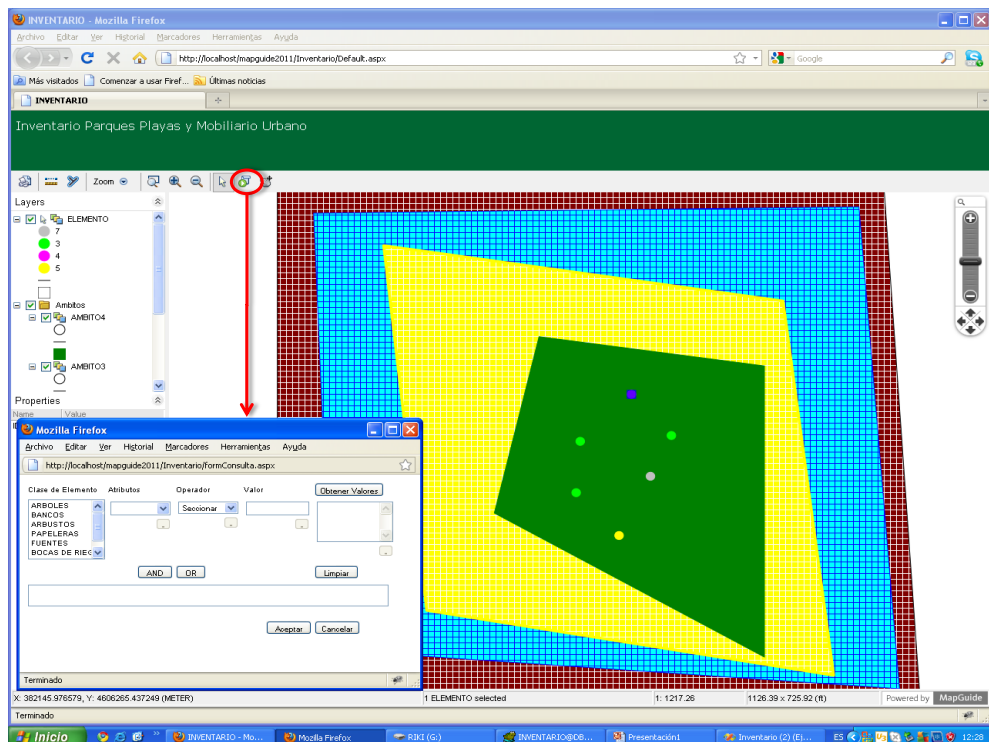 INVENTARIO - Mozilla Firefox
Archivo Editar Ver Historial Marcadores Herramientas Ayuda
http://localhost/mapguide2011/Inventario/Default.aspx
Google
Más visitados Comenzar a usar Firef... Últimas noticias
INVENTARIO
Inventario Parques Playas y Mobiliario Urbano
Zoom
Layers
ELEMENTO
7
3
4
5
Ambitos
AMBITO4
AMBITO3
Properties
Name Value
Mozilla Firefox
Archivo Editar Ver Historial Marcadores Herramientas Ayuda
http://localhost/mapguide2011/Inventario/formConsulta.aspx
Clase de Elemento Atributos Operador Valor Obtener Valores
ARBOLES
BANCOS
ARBUSTOS
PAPELERAS
FUENTES
BOCAS DE RIEG
Seccionar
. . . .
AND OR Limpiar
Aceptar Cancelar
Terminado
X: 382145.976579, Y: 4606265.437249 (METER) 1 ELEMENTO selected 1: 1217.26 1126.39 x 725.92 (ft) Powered by MapGuide
Terminado
Inicio INVENTARIO - Mo... Mozilla Firefox RIKI (G:) INVENTARIO@DB... Presentación1 Inventario (2) (Ej... ES 12:28